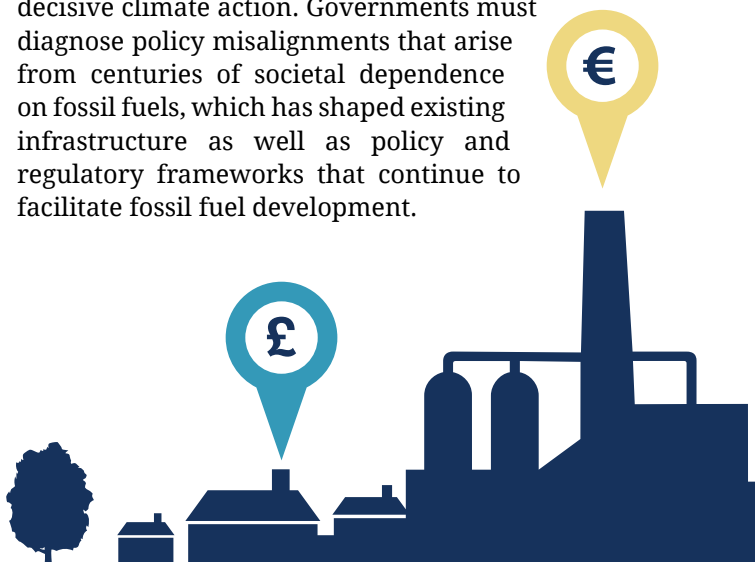 decisive climate action. Governments must
diagnose policy misalignments that arise
from centuries of societal dependence
on fossil fuels, which has shaped existing
infrastructure as well as policy and
regulatory frameworks that continue to
facilitate fossil fuel development.
€
£